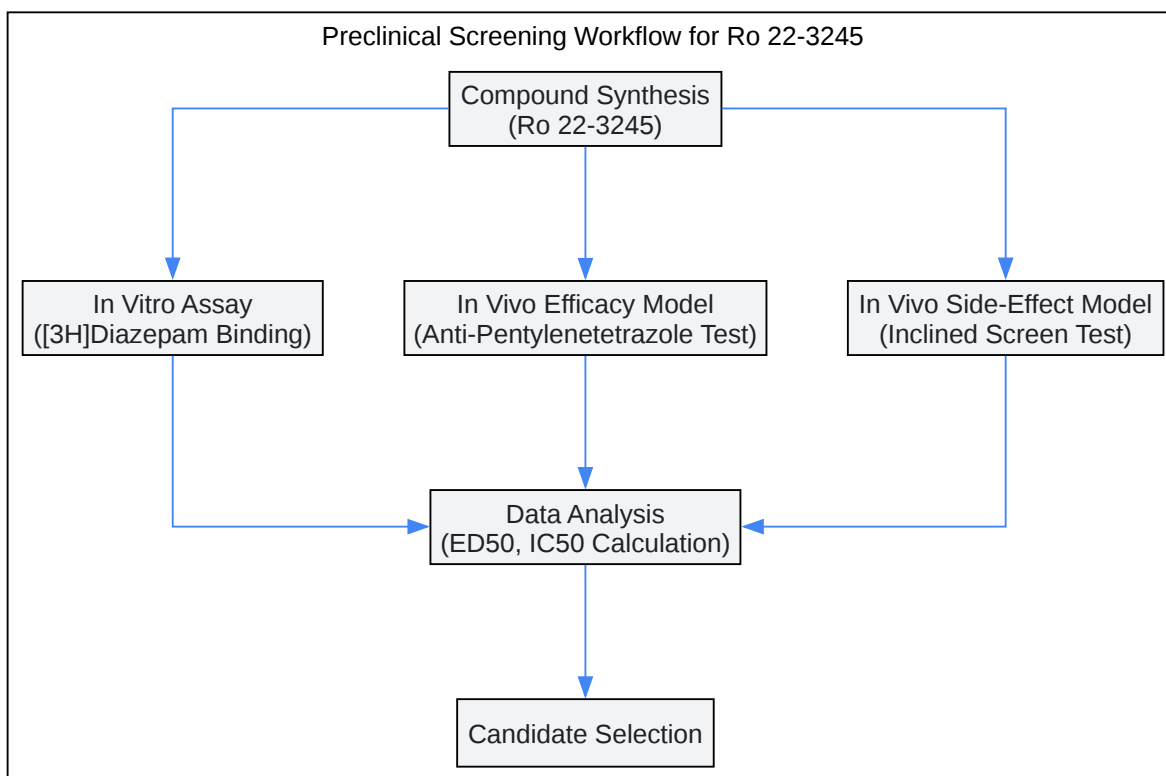 Preclinical Screening Workflow for Ro 22-3245
Compound Synthesis
(Ro 22-3245)
In Vitro Assay
([3H]Diazepam Binding)
In Vivo Efficacy Model
(Anti-Pentylenetetrazole Test)
In Vivo Side-Effect Model
(Inclined Screen Test)
Data Analysis
(ED50, IC50 Calculation)
Candidate Selection